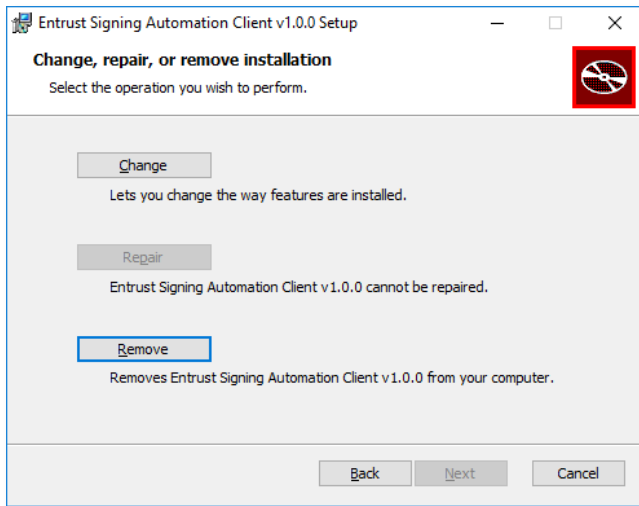 Entrust Signing Automation Client v1.0.0 Setup
Change, repair, or remove installation
Select the operation you wish to perform.
Change
Lets you change the way features are installed.
Repair
Entrust Signing Automation Client v1.0.0 cannot be repaired.
Remove
Removes Entrust Signing Automation Client v1.0.0 from your computer.
Back Next Cancel